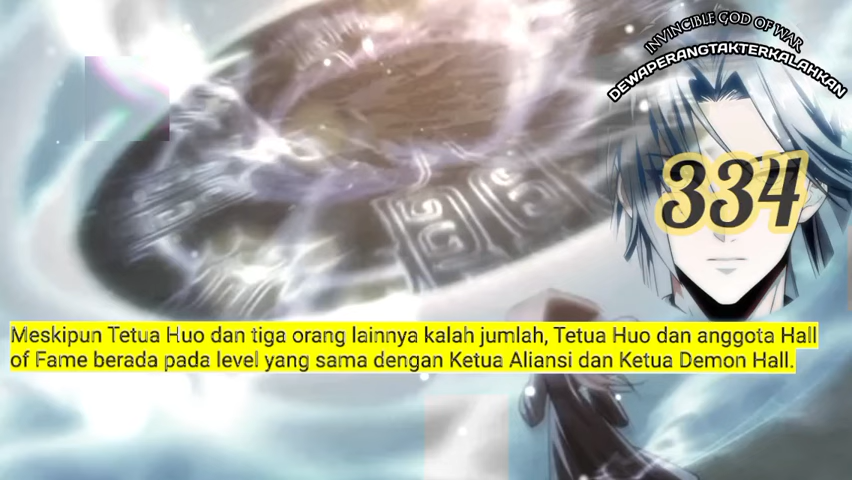 INVINCIBLE GOD OF WAR
DEWAPERANGTAKTERKALAHKAN
334
Meskipun Tetua Huo dan tiga orang lainnya kalah jumlah, Tetua Huo dan anggota Hall
of Fame berada pada level yang sama dengan Ketua Aliansi dan Ketua Demon Hall.